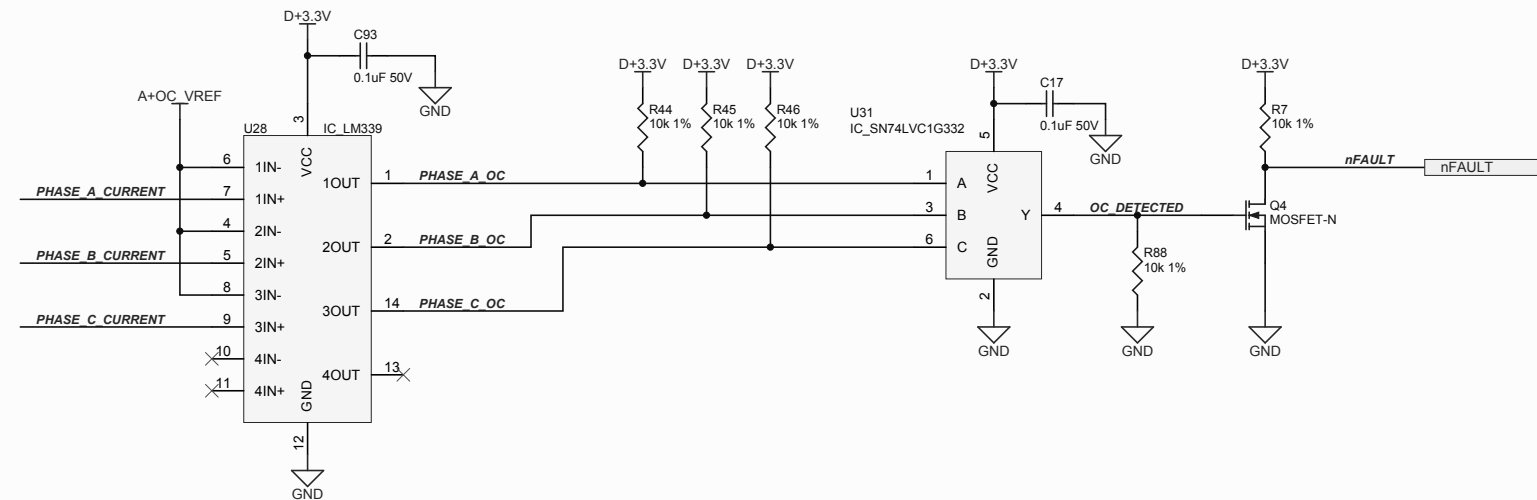 D+3.3V
C93
0.1uF 50V
GND
A+OC_VREF
U28
IC_LM339
3
VCC
6
1IN-
PHASE_A_CURRENT
7
1IN+
4
2IN-
PHASE_B_CURRENT
5
2IN+
8
3IN-
PHASE_C_CURRENT
9
3IN+
10
4IN-
11
4IN+
1OUT
1
PHASE_A_OC
2OUT
2
PHASE_B_OC
3OUT
14
PHASE_C_OC
4OUT
13
GND
12
GND
D+3.3V
R44
10k 1%
D+3.3V
R45
10k 1%
D+3.3V
R46
10k 1%
U31
IC_SN74LVC1G332
D+3.3V
C17
0.1uF 50V
GND
5
VCC
1
A
3
B
6
C
Y
4
OC_DETECTED
GND
2
GND
R88
10k 1%
GND
D+3.3V
R7
10k 1%
nFAULT
nFAULT
Q4
MOSFET-N
GND